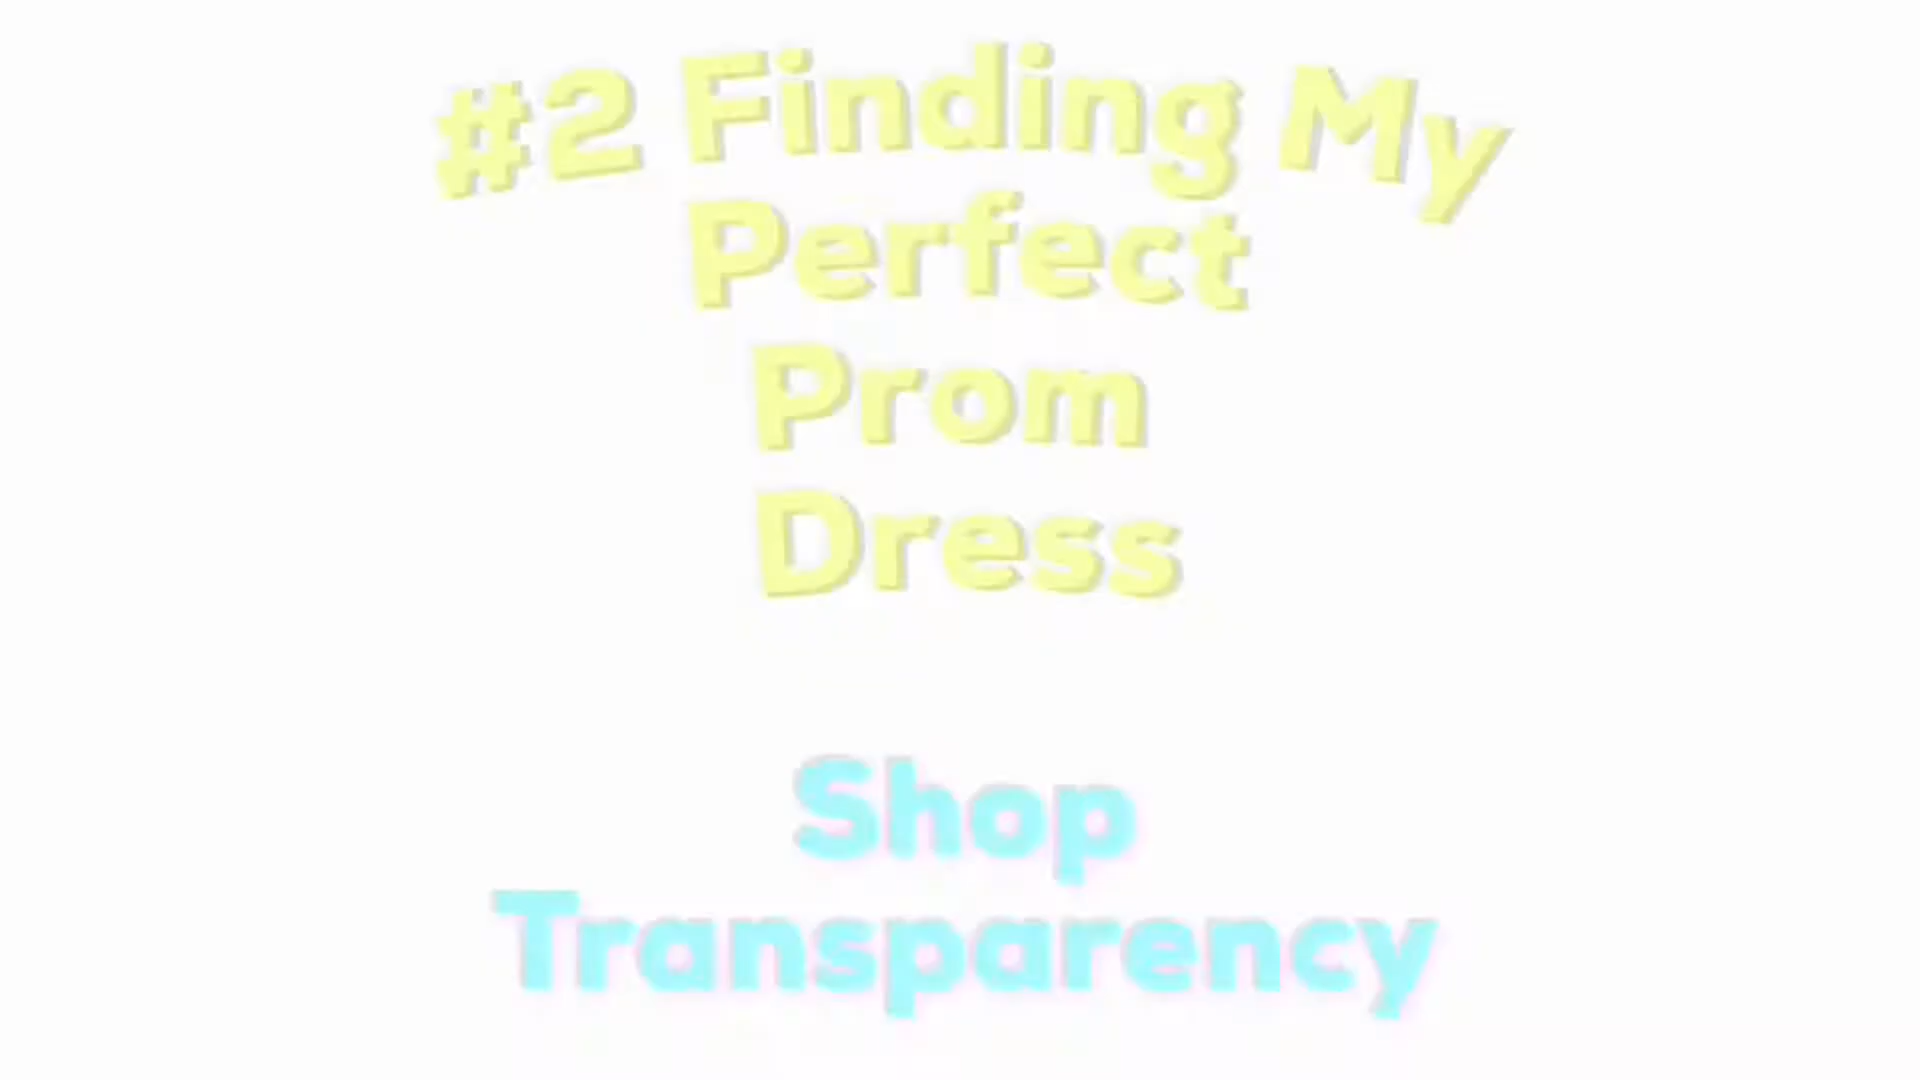 #2 Finding My
Perfect
Prom
Dress
Shop
Transparency